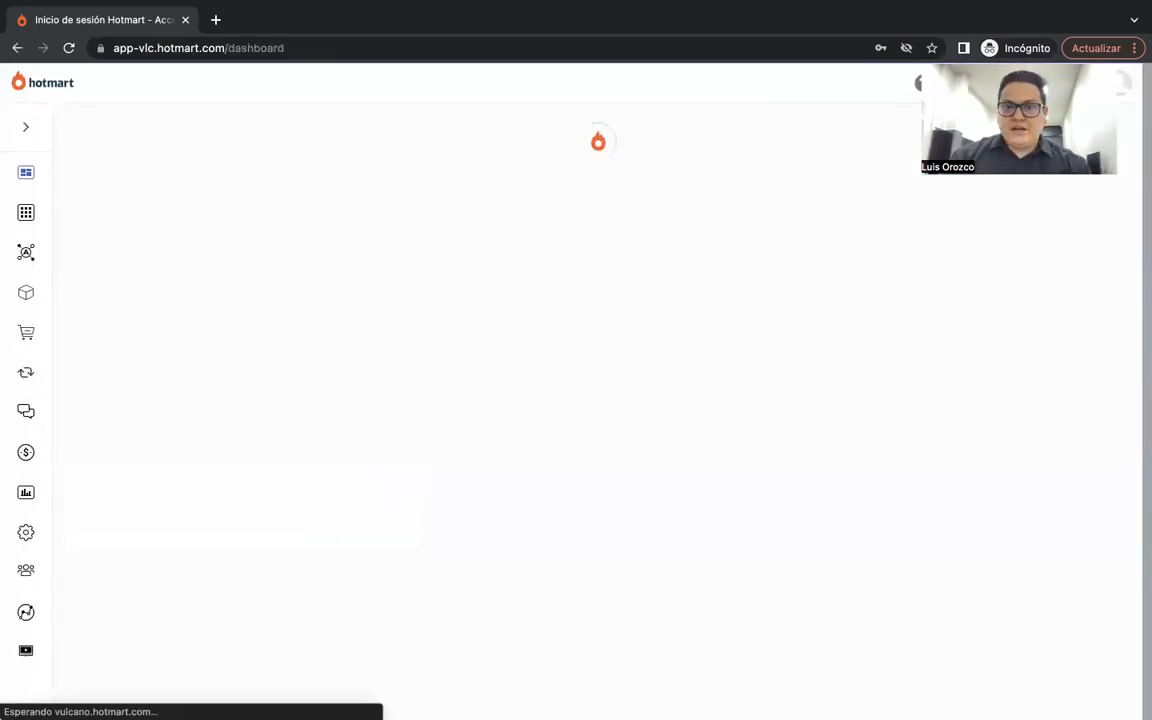 Inicio de sesión Hotmart - Acc
app-vlc.hotmart.com/dashboard
Incógnito
Actualizar
hotmart
Luis Orozco
Esperando vulcano.hotmart.com...